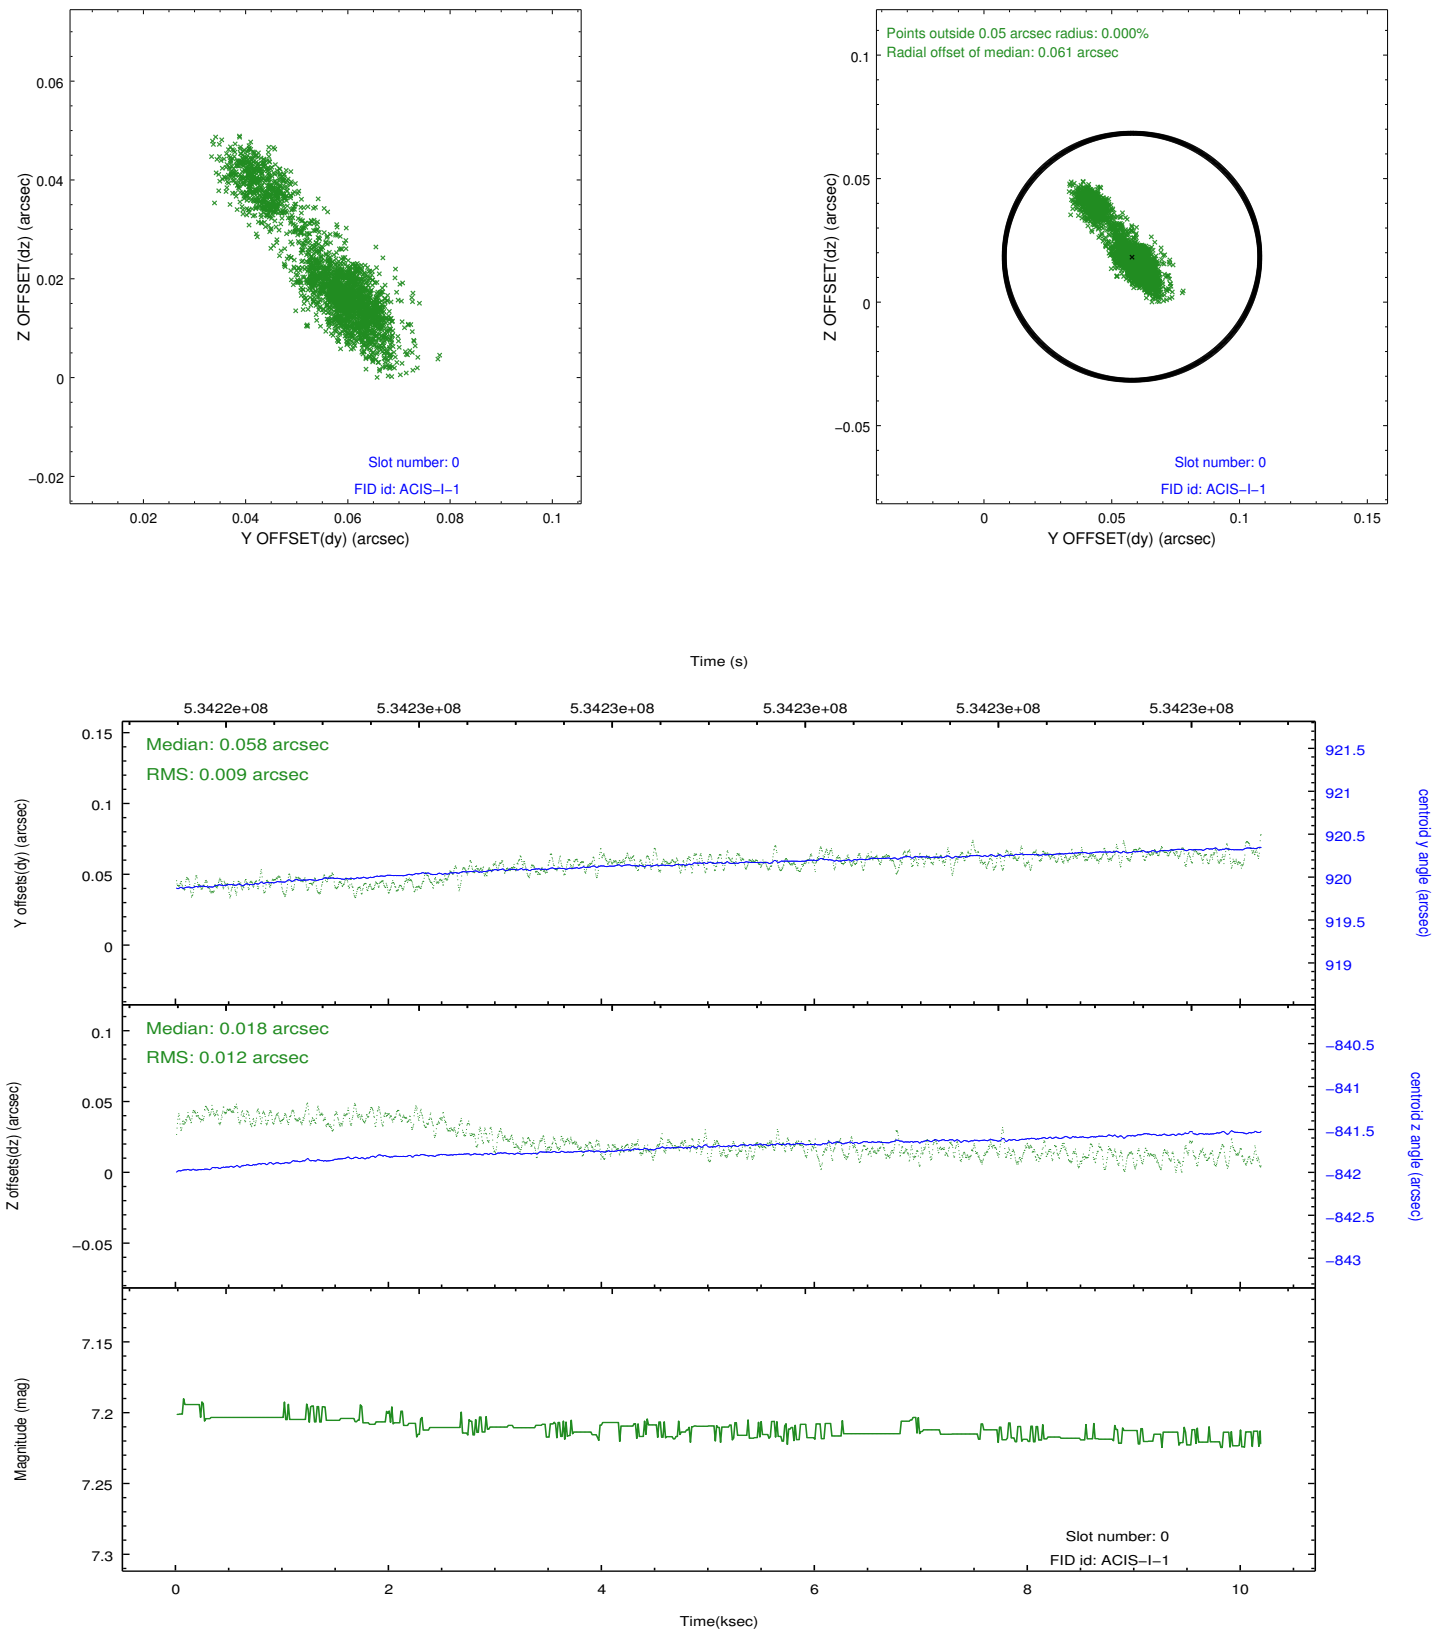 0.06
0.04
0.02
0
−0.02
Z OFFSET(dz) (arcsec)
Slot number: 0
FID id: ACIS−I−1
0.02
0.04
0.06
0.08
0.1
Y OFFSET(dy) (arcsec)
Points outside 0.05 arcsec radius: 0.000%
Radial offset of median: 0.061 arcsec
0.1
0.05
0
−0.05
Z OFFSET(dz) (arcsec)
Slot number: 0
FID id: ACIS−I−1
0
0.05
0.1
0.15
Y OFFSET(dy) (arcsec)
Time (s)
5.3422e+08
5.3423e+08
5.3423e+08
5.3423e+08
5.3423e+08
5.3423e+08
Median: 0.058 arcsec
RMS: 0.009 arcsec
0.15
0.1
0.05
0
Y offsets(dy) (arcsec)
921.5
921
920.5
920
919.5
919
centroid y angle (arcsec)
Median: 0.018 arcsec
RMS: 0.012 arcsec
0.1
0.05
0
−0.05
Z offsets(dz) (arcsec)
−840.5
−841
−841.5
−842
−842.5
−843
centroid z angle (arcsec)
7.15
7.2
7.25
7.3
Magnitude (mag)
Slot number: 0
FID id: ACIS−I−1
0
2
4
6
8
10
Time(ksec)